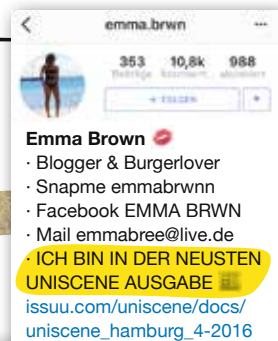 emma.brwn
353 10,8k 988
+ FOLGEN
Emma Brown
· Blogger & Burgerlover
· Snapme emmabrwnn
· Facebook EMMA BRWN
· Mail emmabree@live.de
· ICH BIN IN DER NEUSTEN
UNISCENE AUSGABE
issuu.com/uniscene/docs/
uniscene_hamburg_4-2016